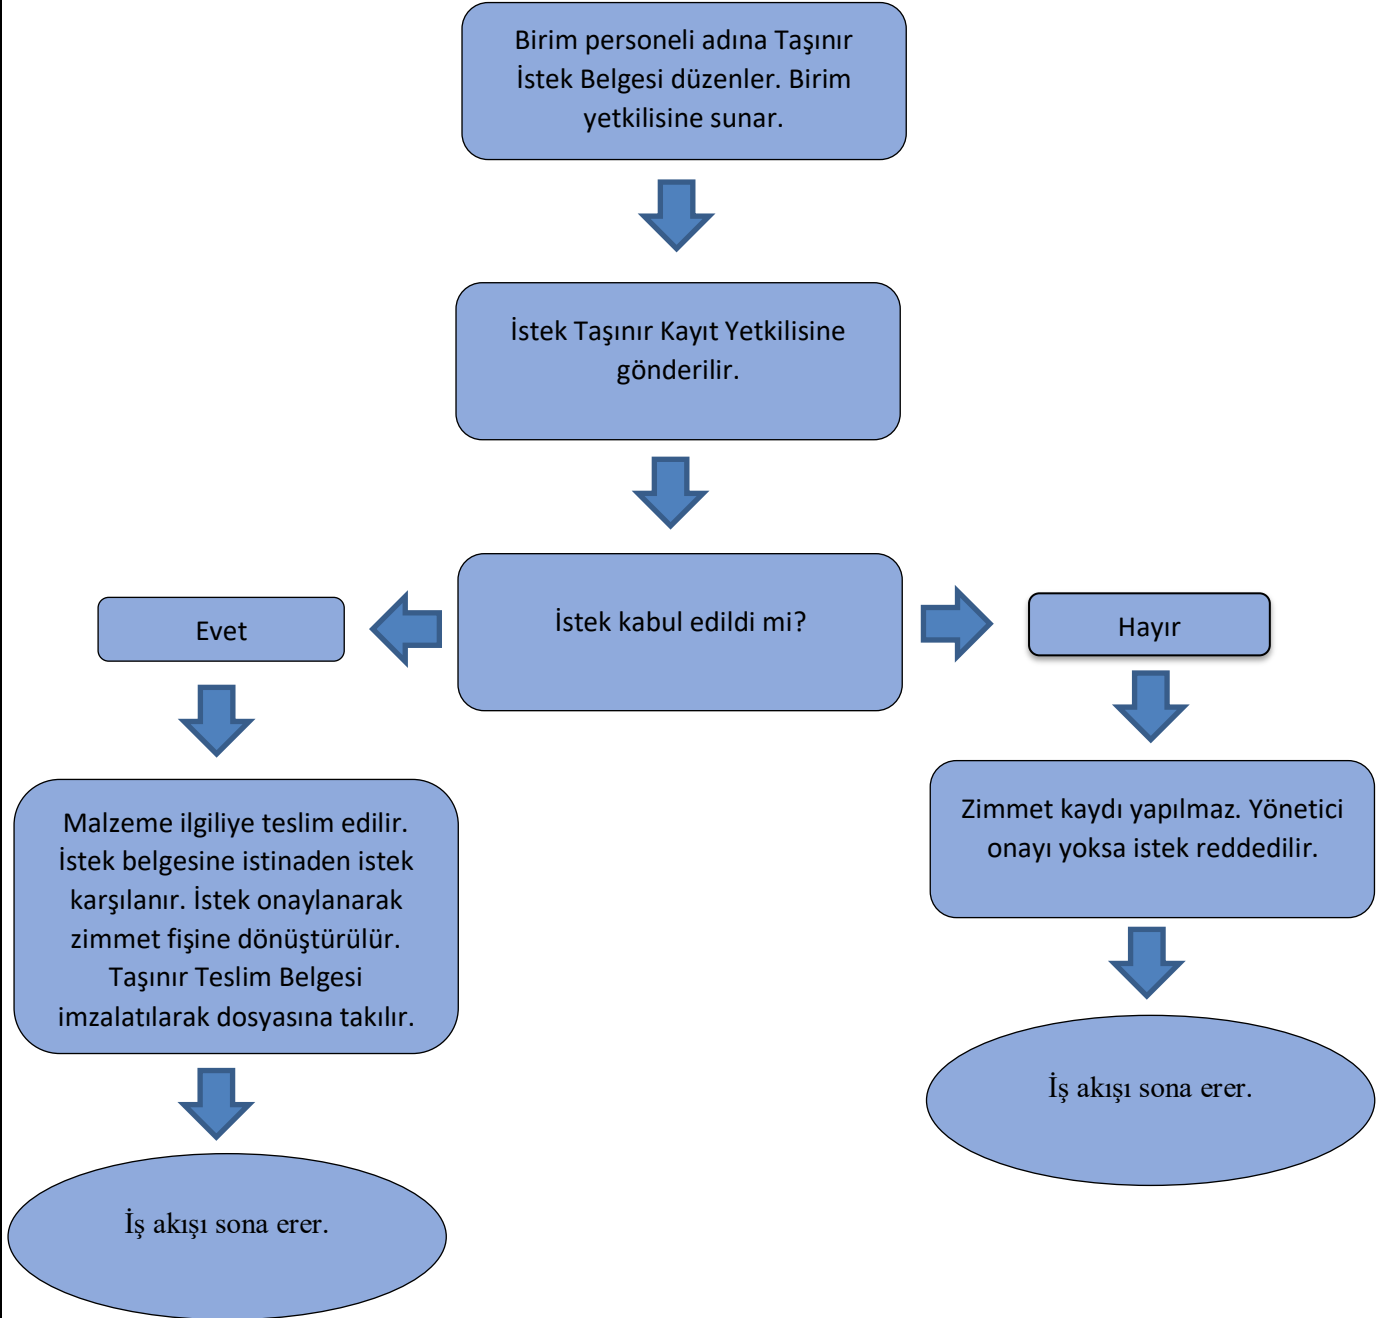 Birim personeli adına Taşınır
İstek Belgesi düzenler. Birim
yetkilisine sunar.
İstek Taşınır Kayıt Yetkilisine
gönderilir.
İstek kabul edildi mi?
Evet
Hayır
Malzeme ilgiliye teslim edilir.
İstek belgesine istinaden istek
karşılanır. İstek onaylanarak
zimmet fişine dönüştürülür.
Taşınır Teslim Belgesi
imzalatılarak dosyasına takılır.
Zimmet kaydı yapılmaz. Yönetici
onayı yoksa istek reddedilir.
İş akışı sona erer.
İş akışı sona erer.